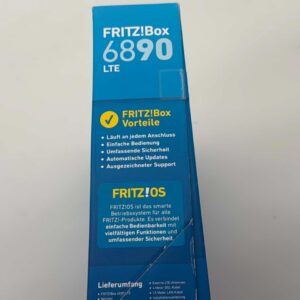 FRITZ!Box
6890
LTE
FRITZ!Box
Vorteile
• Läuft an jedem Anschluss
• Einfache Bedienung
• Umfassende Sicherheit
• Automatische Updates
• Ausgezeichneter Support
FRITZ!OS
FRITZ!OS ist das smarte
Betriebssystem für alle
FRITZ!-Produkte. Es verbindet
einfache Bedienbarkeit mit
vielfältigen Funktionen und
umfassender Sicherheit
Lieferumfang